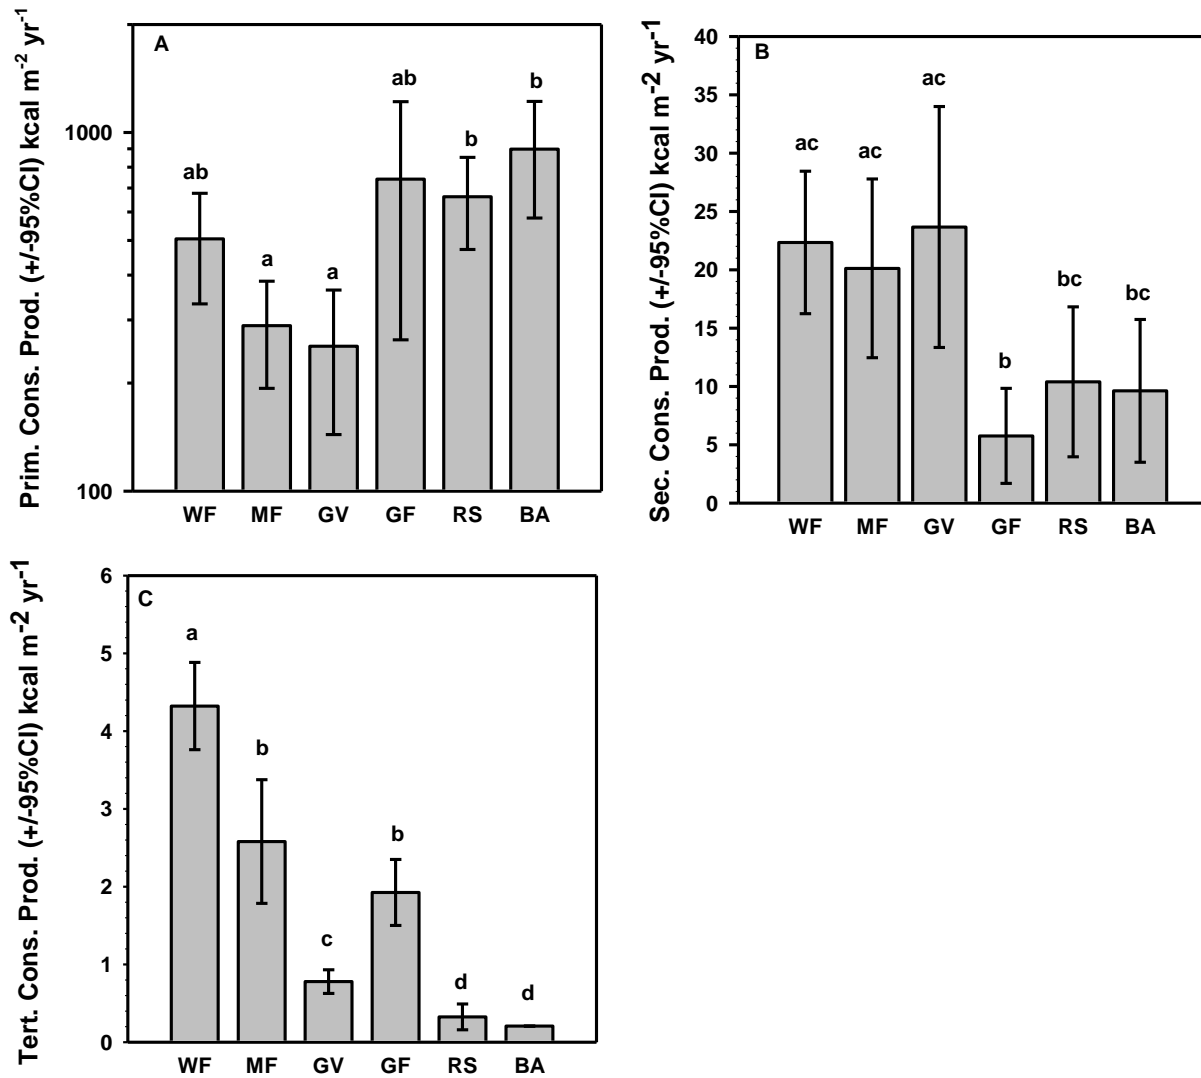 Prim. Cons. Prod. (+/-95%CI) kcal m-2 yr-1
A
1000
100
ab
a
a
ab
b
b
WF MF GV GF RS BA
Sec. Cons. Prod. (+/-95%CI) kcal m-2 yr-1
B
40
35
30
25
20
15
10
5
0
ac
ac
ac
b
bc
bc
WF MF GV GF RS BA
Tert. Cons. Prod. (+/-95%CI) kcal m-2 yr-1
C
6
5
4
3
2
1
0
a
b
c
b
d
d
WF MF GV GF RS BA